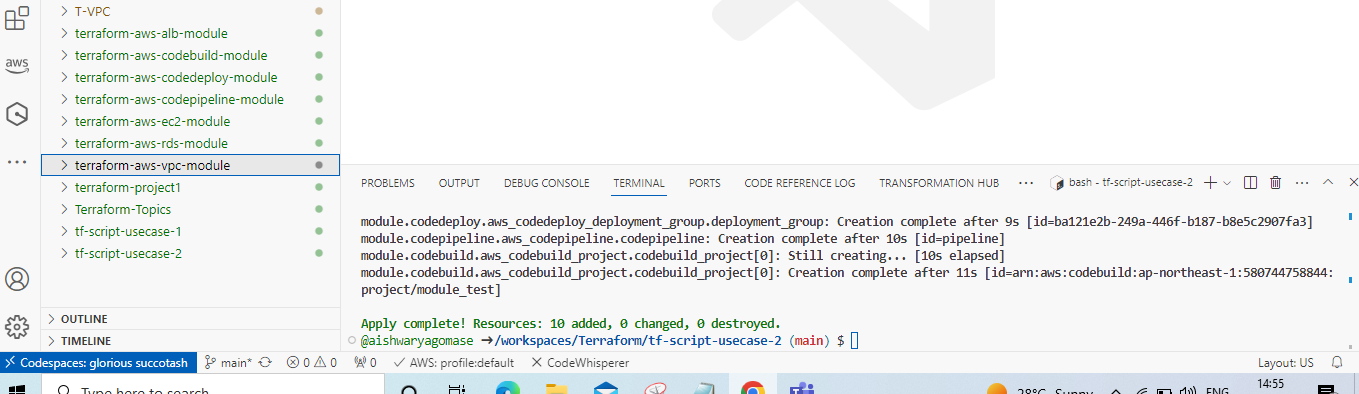 T-VPC
terraform-aws-alb-module
terraform-aws-codebuild-module
aws
terraform-aws-codedeploy-module
terraform-aws-codepipeline-module
terraform-aws-ec2-module
terraform-aws-rds-module
terraform-aws-vpc-module
terraform-project1
Terraform-Topics
tf-script-usecase-1
tf-script-usecase-2
OUTLINE
TIMELINE
PROBLEMS OUTPUT DEBUG CONSOLE TERMINAL PORTS CODE REFERENCE LOG TRANSFORMATION HUB ··· bash - tf-script-usecase-2
module.codedeploy.aws_codedeploy_deployment_group.deployment_group: Creation complete after 9s [id=ba121e2b-249a-446f-b187-b8e5c2907fa3]
module.codepipeline.aws_codepipeline.codepipeline: Creation complete after 10s [id=pipeline]
module.codebuild.aws_codebuild_project.codebuild_project[0]: Still creating... [10s elapsed]
module.codebuild.aws_codebuild_project.codebuild_project[0]: Creation complete after 11s [id=arn:aws:codebuild:ap-northeast-1:580744758844:
project/module_test]
Apply complete! Resources: 10 added, 0 changed, 0 destroyed.
@aishwaryagomase ➜/workspaces/Terraform/tf-script-usecase-2 (main) $
Codespaces: glorious succotash main* 0 0 0 AWS: profile:default CodeWhisperer Layout: US
Type here to search 28°C Sunny ENG 14:55